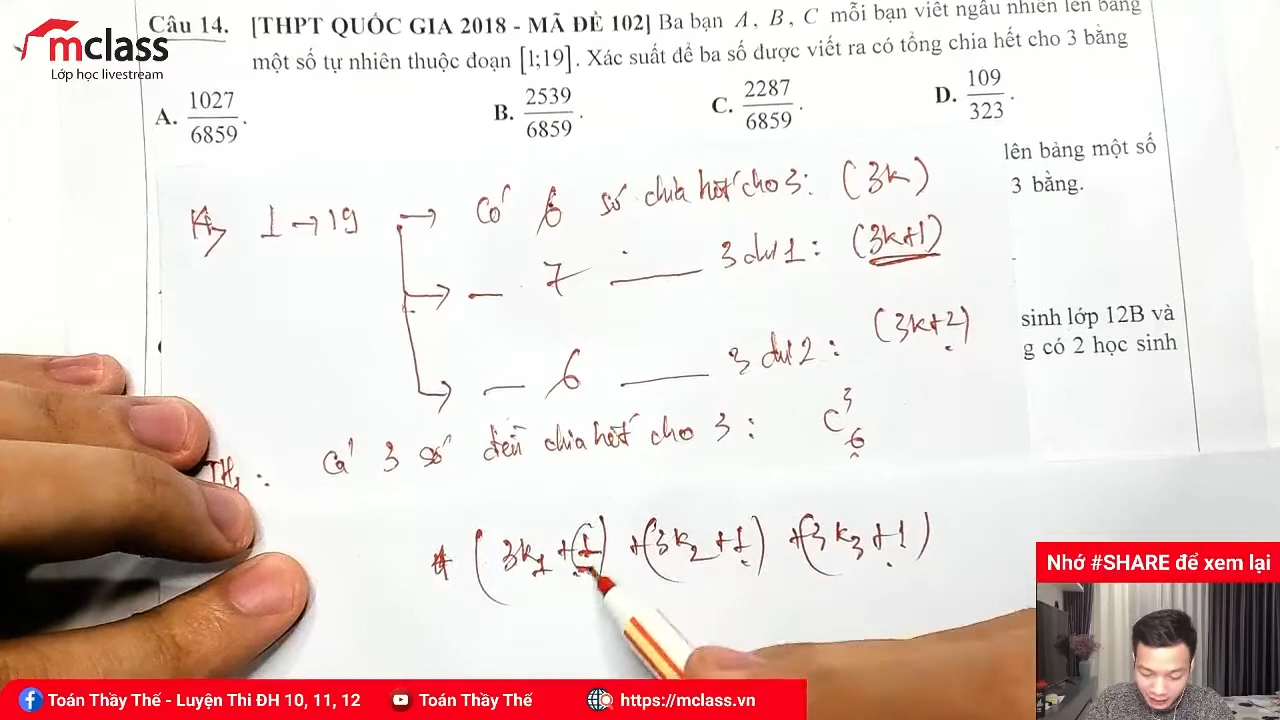 mclass
Lớp học livestream
Câu 14. [THPT QUỐC GIA 2018 - MÃ ĐỀ 102] Ba bạn A, B, C mỗi bạn viết ngẫu nhiên lên bảng
một số tự nhiên thuộc đoạn [1;19]. Xác suất để ba số được viết ra có tổng chia hết cho 3 bằng
A. 1027/6859. B. 2539/6859. C. 2287/6859. D. 109/323.
lên bảng một số
3 bằng.
1 → 19 → Có 6 số chia hết cho 3: (3k)
→ — 7 —— 3 dư 1: (3k+1)
→ — 6 —— 3 dư 2: (3k+2)
sinh lớp 12B và
g có 2 học sinh
TH1: Cả 3 số đều chia hết cho 3: C₆³
(3k₁ + 1) + (3k₂ + 1) + (3k₃ + 1)
Nhớ #SHARE để xem lại
Toán Thầy Thế - Luyện Thi ĐH 10, 11, 12 Toán Thầy Thế https://mclass.vn